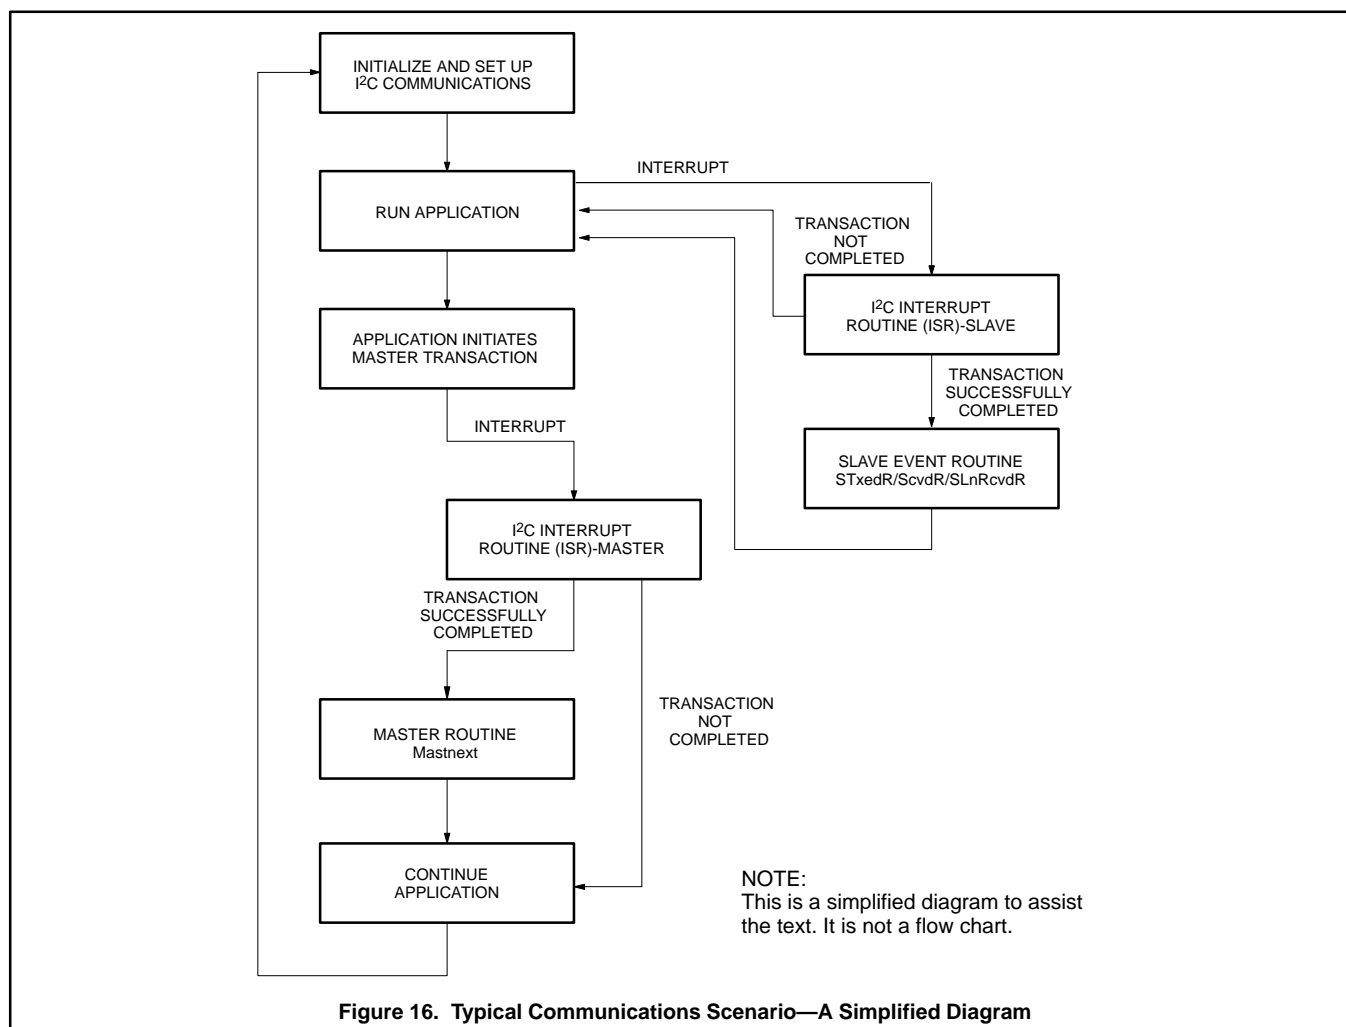 INITIALIZE AND SET UP
I²C COMMUNICATIONS
INTERRUPT
RUN APPLICATION
TRANSACTION
NOT
COMPLETED
I²C INTERRUPT
ROUTINE (ISR)-SLAVE
APPLICATION INITIATES
MASTER TRANSACTION
TRANSACTION
SUCCESSFULLY
COMPLETED
INTERRUPT
SLAVE EVENT ROUTINE
STxedR/ScvdR/SLnRcvdR
I²C INTERRUPT
ROUTINE (ISR)-MASTER
TRANSACTION
SUCCESSFULLY
COMPLETED
TRANSACTION
NOT
COMPLETED
MASTER ROUTINE
Mastnext
CONTINUE
APPLICATION
NOTE:
This is a simplified diagram to assist
the text. It is not a flow chart.
Figure 16. Typical Communications Scenario—A Simplified Diagram